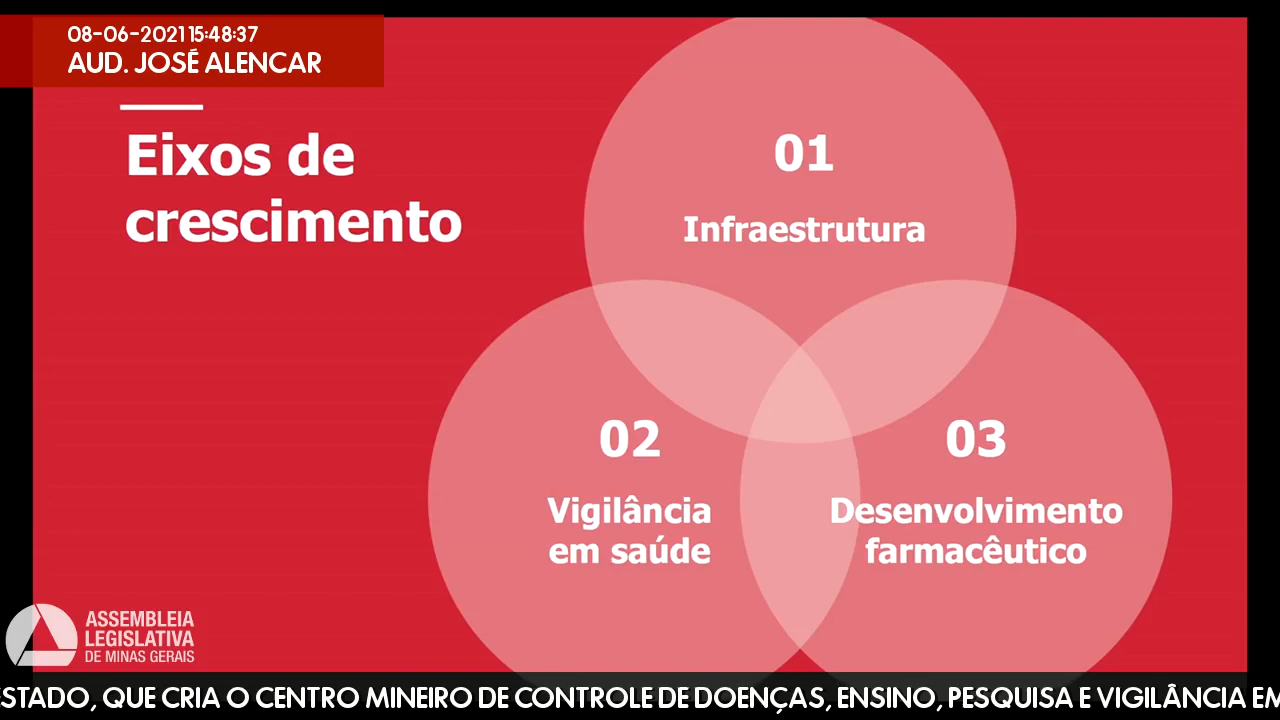 08-06-2021 15:48:37
AUD. JOSÉ ALENCAR
Eixos de
crescimento
01
Infraestrutura
02
Vigilância
em saúde
03
Desenvolvimento
farmacêutico
ASSEMBLEIA
LEGISLATIVA
DE MINAS GERAIS
STADO, QUE CRIA O CENTRO MINEIRO DE CONTROLE DE DOENÇAS, ENSINO, PESQUISA E VIGILÂNCIA EM